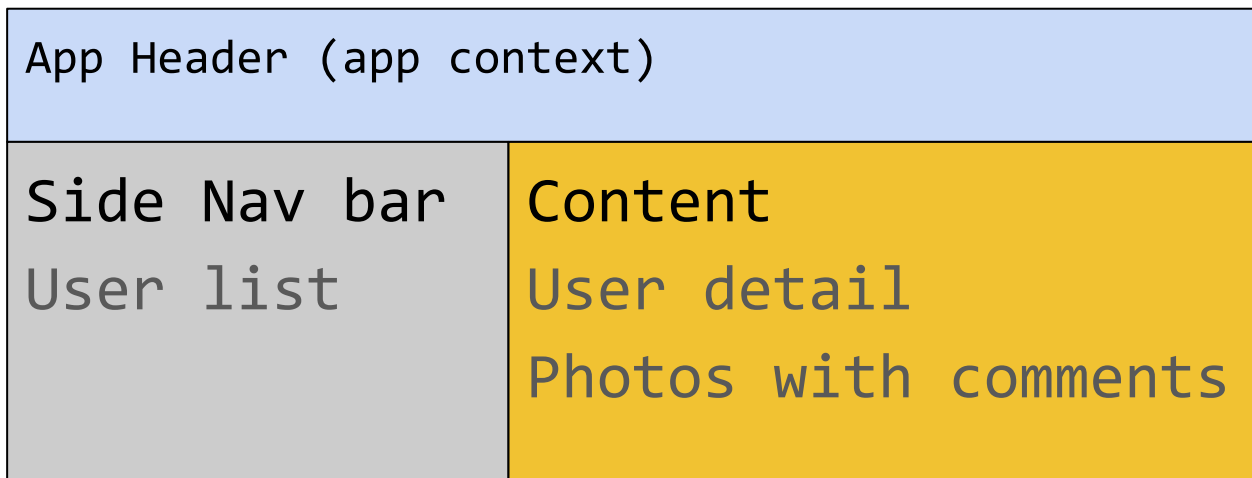 App Header (app context)
Side Nav bar
User list
Content
User detail
Photos with comments